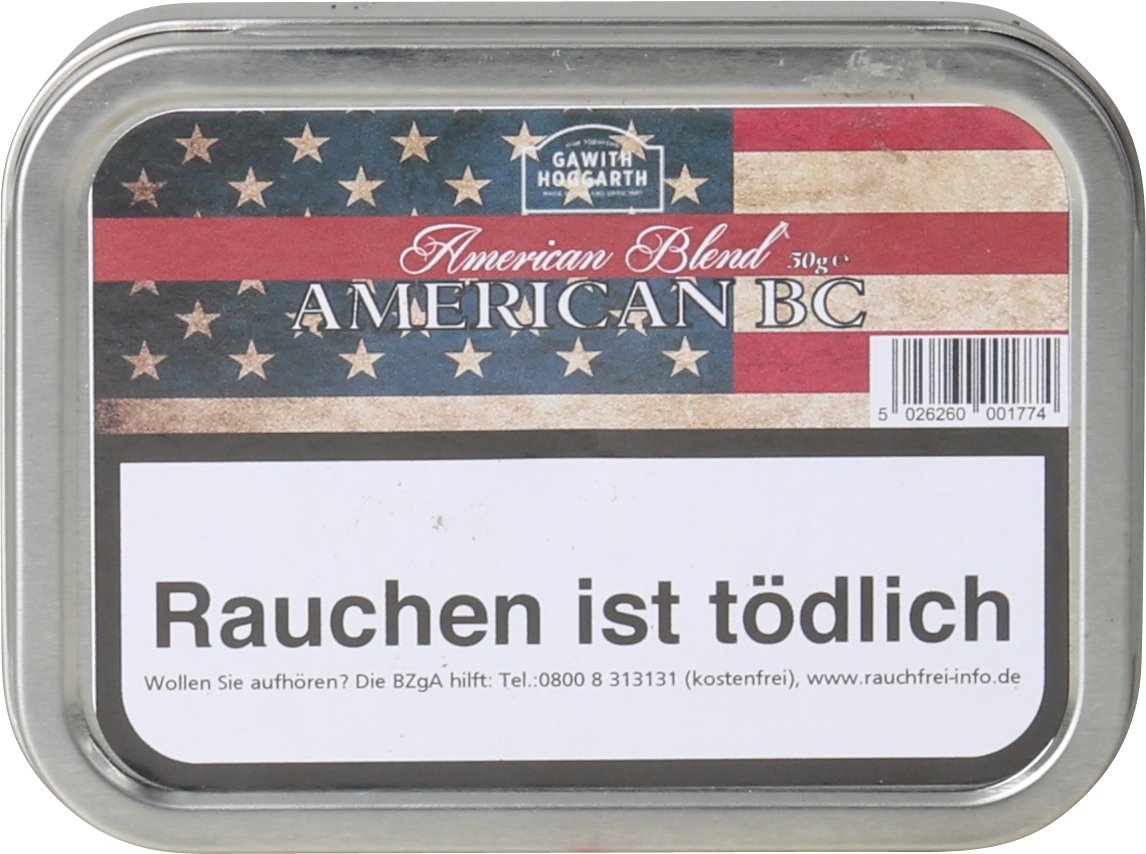 GAWITH
HOGGARTH
American Blend 50g e
AMERICAN BC
5 026260 001774
Rauchen ist tödlich
Wollen Sie aufhören? Die BZgA hilft: Tel.:0800 8 313131 (kostenfrei), www.rauchfrei-info.de